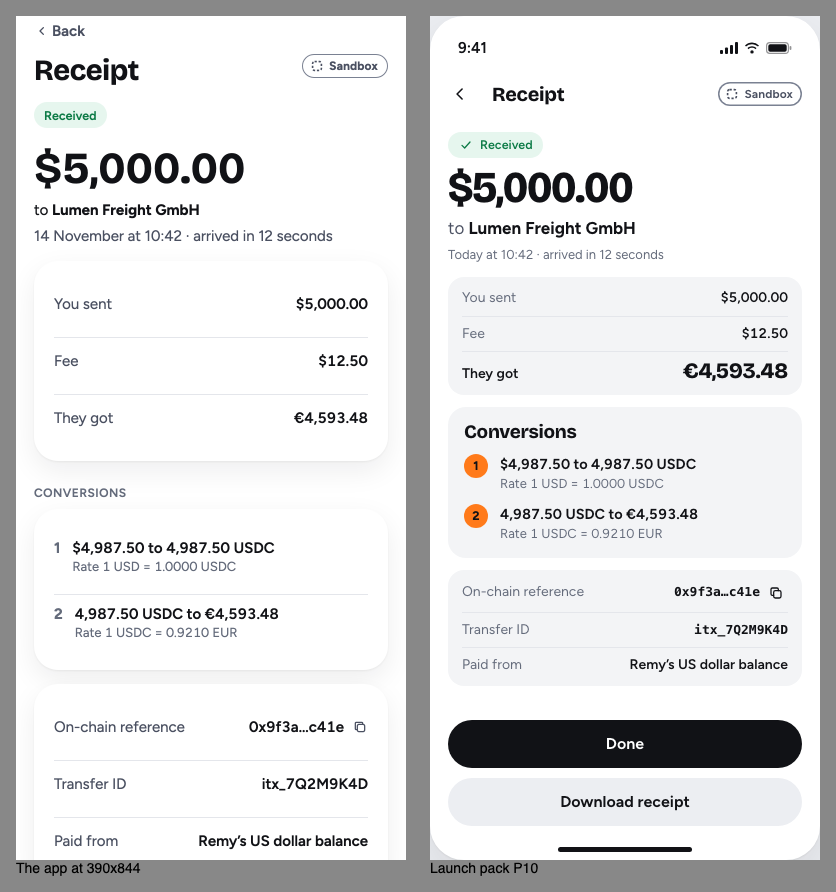 Back
Receipt
Sandbox
Received
$5,000.00
to Lumen Freight GmbH
14 November at 10:42 · arrived in 12 seconds
You sent $5,000.00
Fee $12.50
They got €4,593.48
CONVERSIONS
1 $4,987.50 to 4,987.50 USDC
Rate 1 USD = 1.0000 USDC
2 4,987.50 USDC to €4,593.48
Rate 1 USDC = 0.9210 EUR
On-chain reference 0x9f3a…c41e
Transfer ID itx_7Q2M9K4D
Paid from Remy’s US dollar balance
The app at 390x844
9:41
Receipt
Sandbox
Received
$5,000.00
to Lumen Freight GmbH
Today at 10:42 · arrived in 12 seconds
You sent $5,000.00
Fee $12.50
They got €4,593.48
Conversions
1 $4,987.50 to 4,987.50 USDC
Rate 1 USD = 1.0000 USDC
2 4,987.50 USDC to €4,593.48
Rate 1 USDC = 0.9210 EUR
On-chain reference 0x9f3a…c41e
Transfer ID itx_7Q2M9K4D
Paid from Remy’s US dollar balance
Done
Download receipt
Launch pack P10